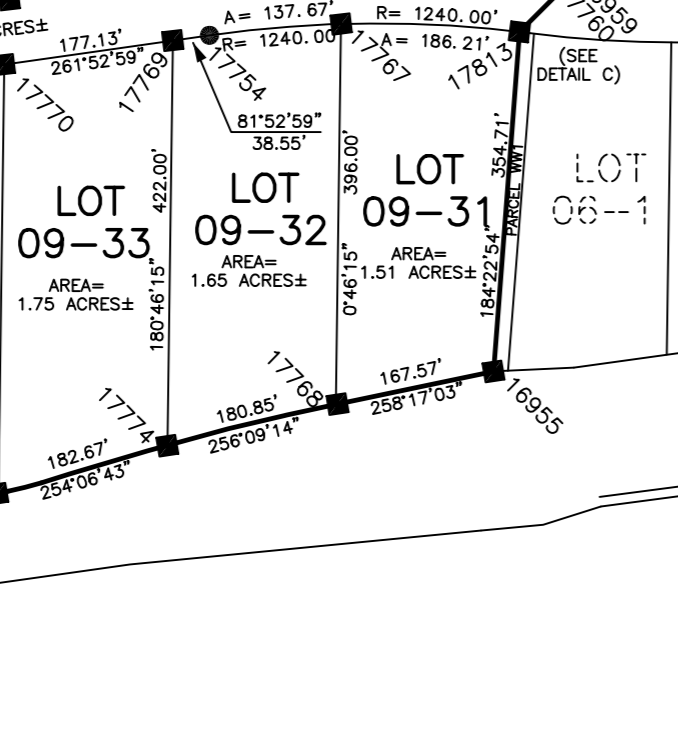 CRES±
177.13'
261°52'59"
17770
17769
A= 137.67'
R= 1240.00'
17754
81°52'59"
38.55'
R= 1240.00'
A= 186.21'
17767
17813
17760
(SEE
DETAIL C)
LOT
09-33
AREA=
1.75 ACRES±
422.00'
180°46'15"
LOT
09-32
AREA=
1.65 ACRES±
396.00'
0°46'15"
LOT
09-31
AREA=
1.51 ACRES±
354.71'
184°22'54"
PARCEL WW1
LOT
06--1
17774
182.67'
254°06'43"
17768
180.85'
256°09'14"
167.57'
258°17'03"
16955